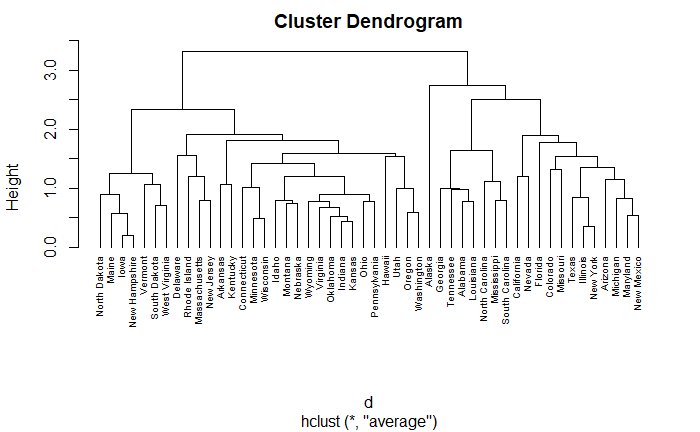 Cluster Dendrogram
Height
3.0
2.0
1.0
0.0
North Dakota
Maine
Iowa
New Hampshire
Vermont
South Dakota
West Virginia
Delaware
Rhode Island
Massachusetts
New Jersey
Arkansas
Kentucky
Connecticut
Minnesota
Wisconsin
Idaho
Montana
Nebraska
Wyoming
Virginia
Oklahoma
Indiana
Kansas
Ohio
Pennsylvania
Hawaii
Utah
Oregon
Washington
Alaska
Georgia
Tennessee
Alabama
Louisiana
North Carolina
Mississippi
South Carolina
California
Nevada
Florida
Colorado
Missouri
Texas
Illinois
New York
Arizona
Michigan
Maryland
New Mexico
d
hclust (*, "average")